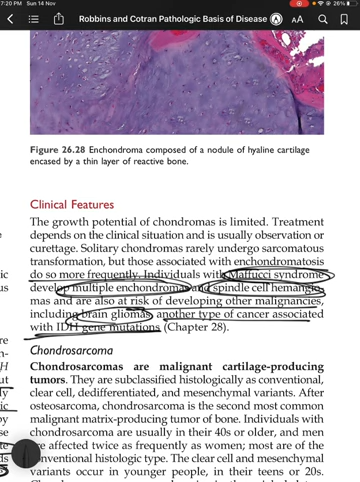 7:20 PM Sun 14 Nov
26%
Robbins and Cotran Pathologic Basis of Disease
AA
Figure 26.28 Enchondroma composed of a nodule of hyaline cartilage
encased by a thin layer of reactive bone.
Clinical Features
The growth potential of chondromas is limited. Treatment
depends on the clinical situation and is usually observation or
curettage. Solitary chondromas rarely undergo sarcomatous
transformation, but those associated with enchondromatosis
do so more frequently. Individuals with Maffucci syndrome
develop multiple enchondromas and spindle cell hemangio-
mas and are also at risk of developing other malignancies,
including brain gliomas, another type of cancer associated
with IDH gene mutations (Chapter 28).
Chondrosarcoma
Chondrosarcomas are malignant cartilage-producing
tumors. They are subclassified histologically as conventional,
clear cell, dedifferentiated, and mesenchymal variants. After
osteosarcoma, chondrosarcoma is the second most common
malignant matrix-producing tumor of bone. Individuals with
chondrosarcoma are usually in their 40s or older, and men
are affected twice as frequently as women; most are of the
conventional histologic type. The clear cell and mesenchymal
variants occur in younger people, in their teens or 20s.